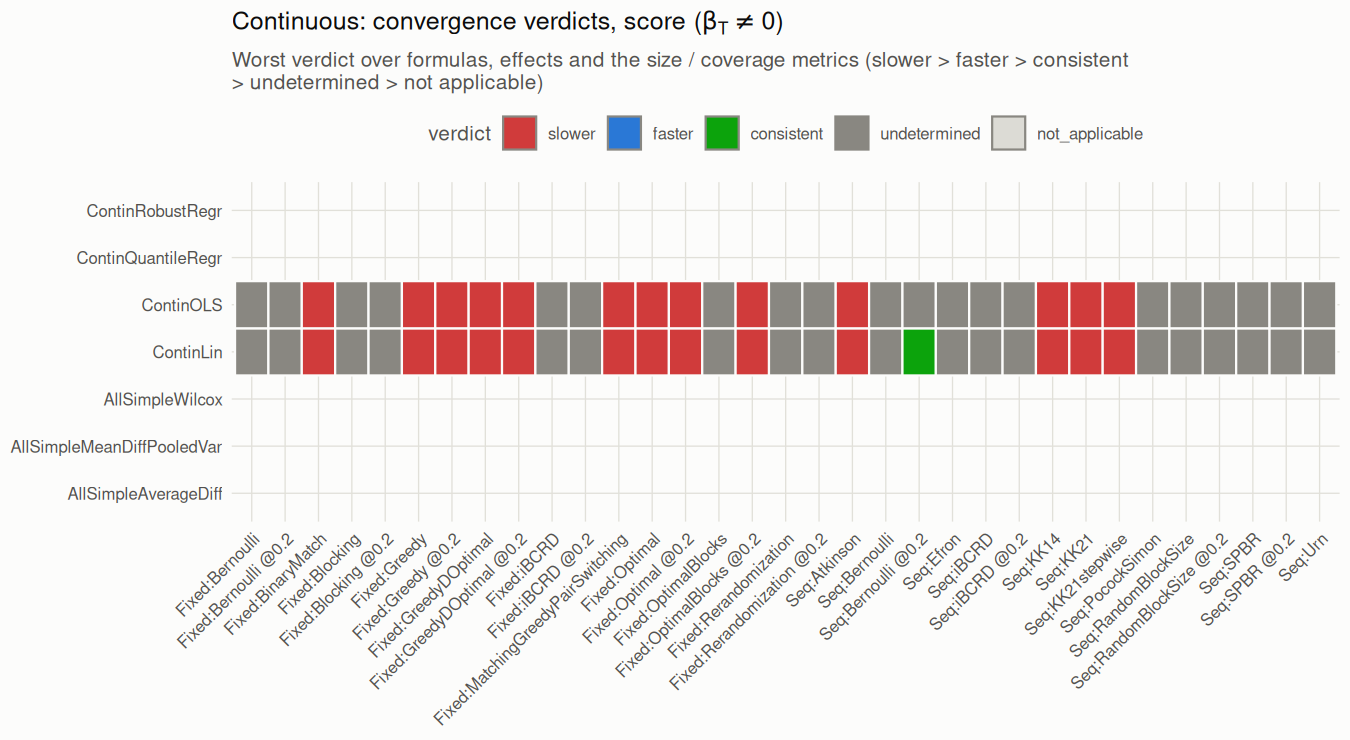 Continuous: convergence verdicts, score (βT ≠ 0)
Worst verdict over formulas, effects and the size / coverage metrics (slower > faster > consistent
> undetermined > not applicable)
verdict slower faster consistent undetermined not_applicable
ContinRobustRegr
ContinQuantileRegr
ContinOLS
ContinLin
AllSimpleWilcox
AllSimpleMeanDiffPooledVar
AllSimpleAverageDiff
Fixed:Bernoulli
Fixed:Bernoulli @0.2
Fixed:BinaryMatch
Fixed:Blocking
Fixed:Blocking @0.2
Fixed:Greedy
Fixed:Greedy @0.2
Fixed:GreedyDOptimal
Fixed:GreedyDOptimal @0.2
Fixed:iBCRD
Fixed:iBCRD @0.2
Fixed:MatchingGreedyPairSwitching
Fixed:Optimal
Fixed:Optimal @0.2
Fixed:OptimalBlocks
Fixed:OptimalBlocks @0.2
Fixed:Rerandomization
Fixed:Rerandomization @0.2
Seq:Atkinson
Seq:Bernoulli
Seq:Bernoulli @0.2
Seq:Efron
Seq:iBCRD
Seq:iBCRD @0.2
Seq:KK14
Seq:KK21
Seq:KK21stepwise
Seq:PocockSimon
Seq:RandomBlockSize
Seq:RandomBlockSize @0.2
Seq:SPBR
Seq:SPBR @0.2
Seq:Urn